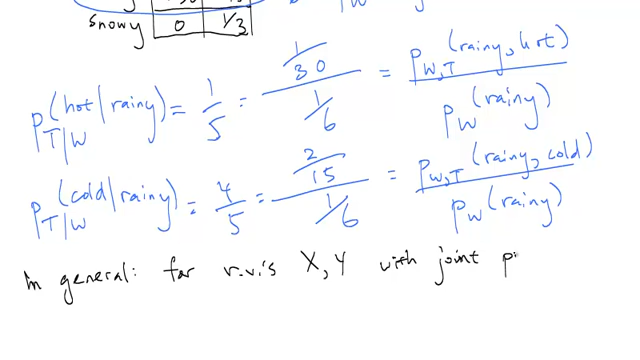 snowy 0 1/3
p_{T|W}(hot|rainy) = 1/5 = (1/30)/(1/6) = p_{W,T}(rainy, hot)/p_W(rainy)
p_{T|W}(cold|rainy) = 4/5 = (2/15)/(1/6) = p_{W,T}(rainy, cold)/p_W(rainy)
In general: for r.v.'s X, Y with joint p